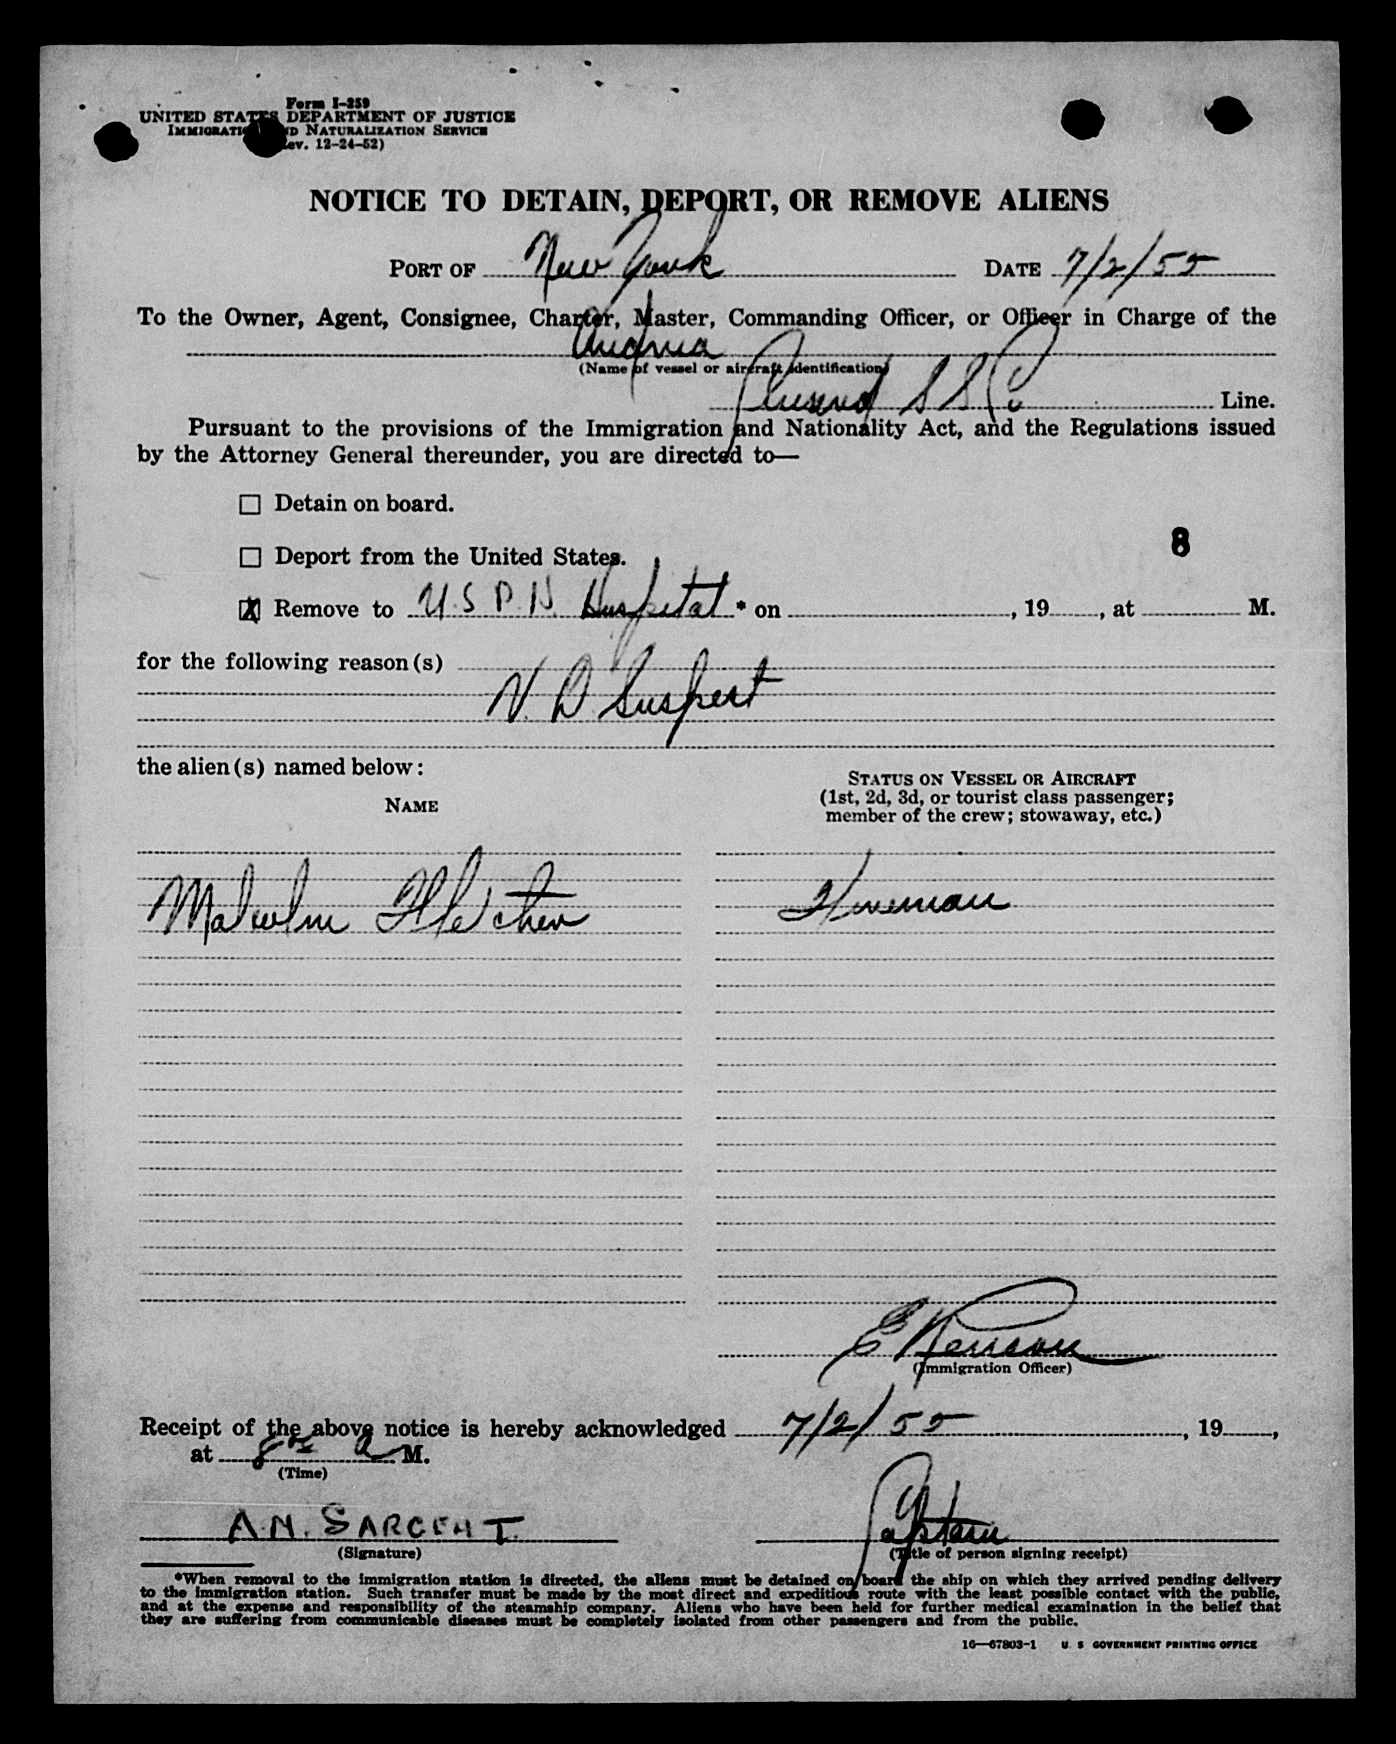 Form I-259
UNITED STATES DEPARTMENT OF JUSTICE
IMMIGRATION AND NATURALIZATION SERVICE
(Rev. 12-24-52)
NOTICE TO DETAIN, DEPORT, OR REMOVE ALIENS
PORT OF New York DATE 7/2/55
To the Owner, Agent, Consignee, Charter, Master, Commanding Officer, or Officer in Charge of the
(Name of vessel or aircraft identification)
Cunard S S Co Line.
Pursuant to the provisions of the Immigration and Nationality Act, and the Regulations issued
by the Attorney General thereunder, you are directed to—
☐ Detain on board.
8
☐ Deport from the United States.
☒ Remove to U.S P. H Hospital * on , 19 , at M.
for the following reason(s)
V. D Suspect
the alien(s) named below:
STATUS ON VESSEL OR AIRCRAFT
NAME
(1st, 2d, 3d, or tourist class passenger;
member of the crew; stowaway, etc.)
Malcolm Fletcher Fireman
E
(Immigration Officer)
Receipt of the above notice is hereby acknowledged 7/2/55 , 19 ,
at 8 A M.
(Time)
A.N. SARGENT. Captain
(Signature) (Title of person signing receipt)
*When removal to the immigration station is directed, the aliens must be detained on board the ship on which they arrived pending delivery
to the immigration station. Such transfer must be made by the most direct and expeditious route with the least possible contact with the public,
and at the expense and responsibility of the steamship company. Aliens who have been held for further medical examination in the belief that
they are suffering from communicable diseases must be completely isolated from other passengers and from the public.
16—67803-1 U. S GOVERNMENT PRINTING OFFICE